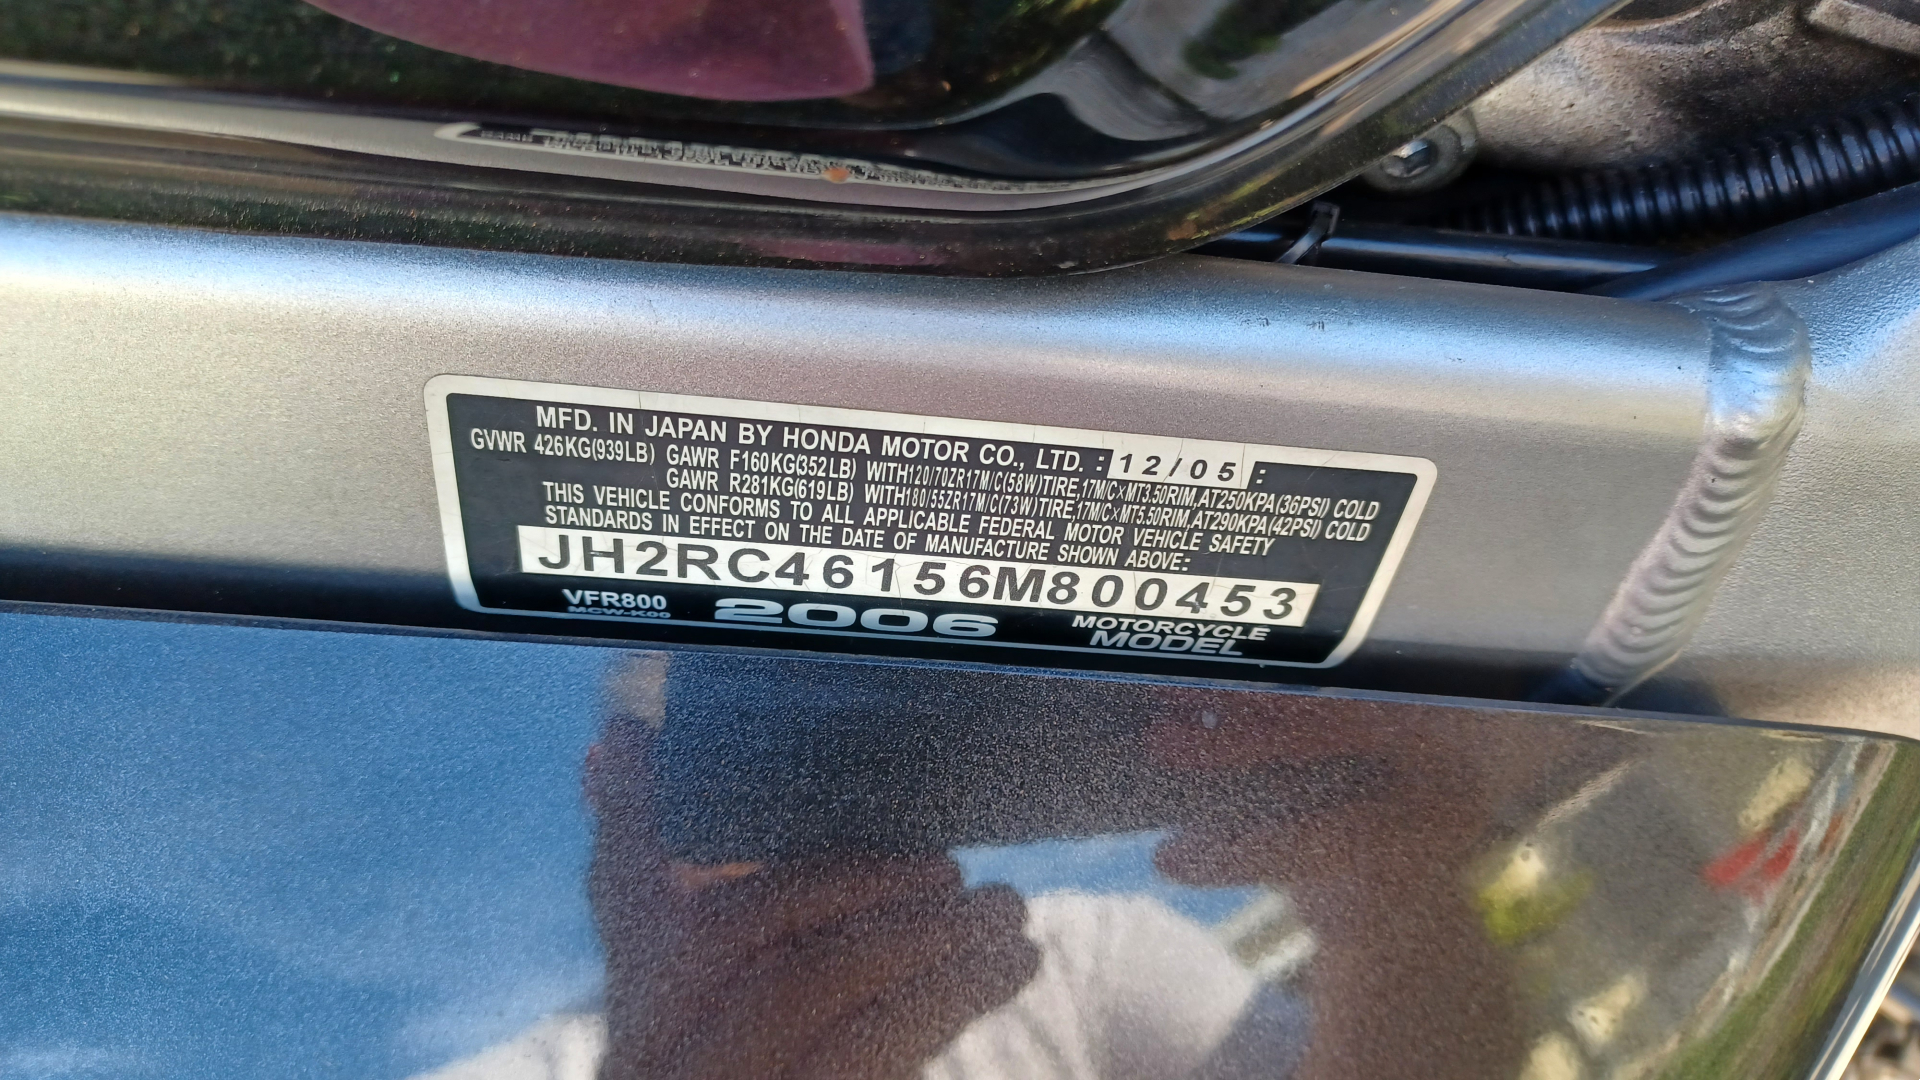 MFD. IN JAPAN BY HONDA MOTOR CO., LTD. : 12/05 :
GVWR 426KG(939LB) GAWR F160KG(352LB) WITH120/70ZR17M/C(58W)TIRE,17M/C×MT3.50RIM,AT250KPA(36PSI) COLD
GAWR R281KG(619LB) WITH180/55ZR17M/C(73W)TIRE,17M/C×MT5.50RIM,AT290KPA(42PSI) COLD
THIS VEHICLE CONFORMS TO ALL APPLICABLE FEDERAL MOTOR VEHICLE SAFETY
STANDARDS IN EFFECT ON THE DATE OF MANUFACTURE SHOWN ABOVE:
JH2RC46156M800453
VFR800
MCW-K00
2006
MOTORCYCLE
MODEL